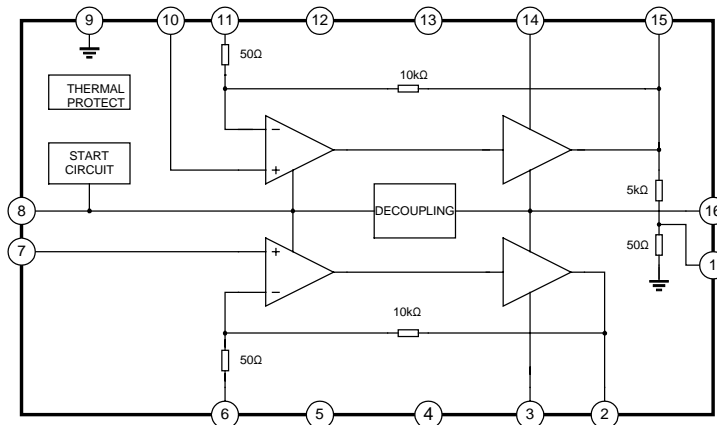 9
10
11
12
13
14
15
50Ω
10kΩ
THERMAL
PROTECT
−
+
START
CIRCUIT
5kΩ
8
DECOUPLING
16
7
+
50Ω
1
−
10kΩ
50Ω
6
5
4
3
2